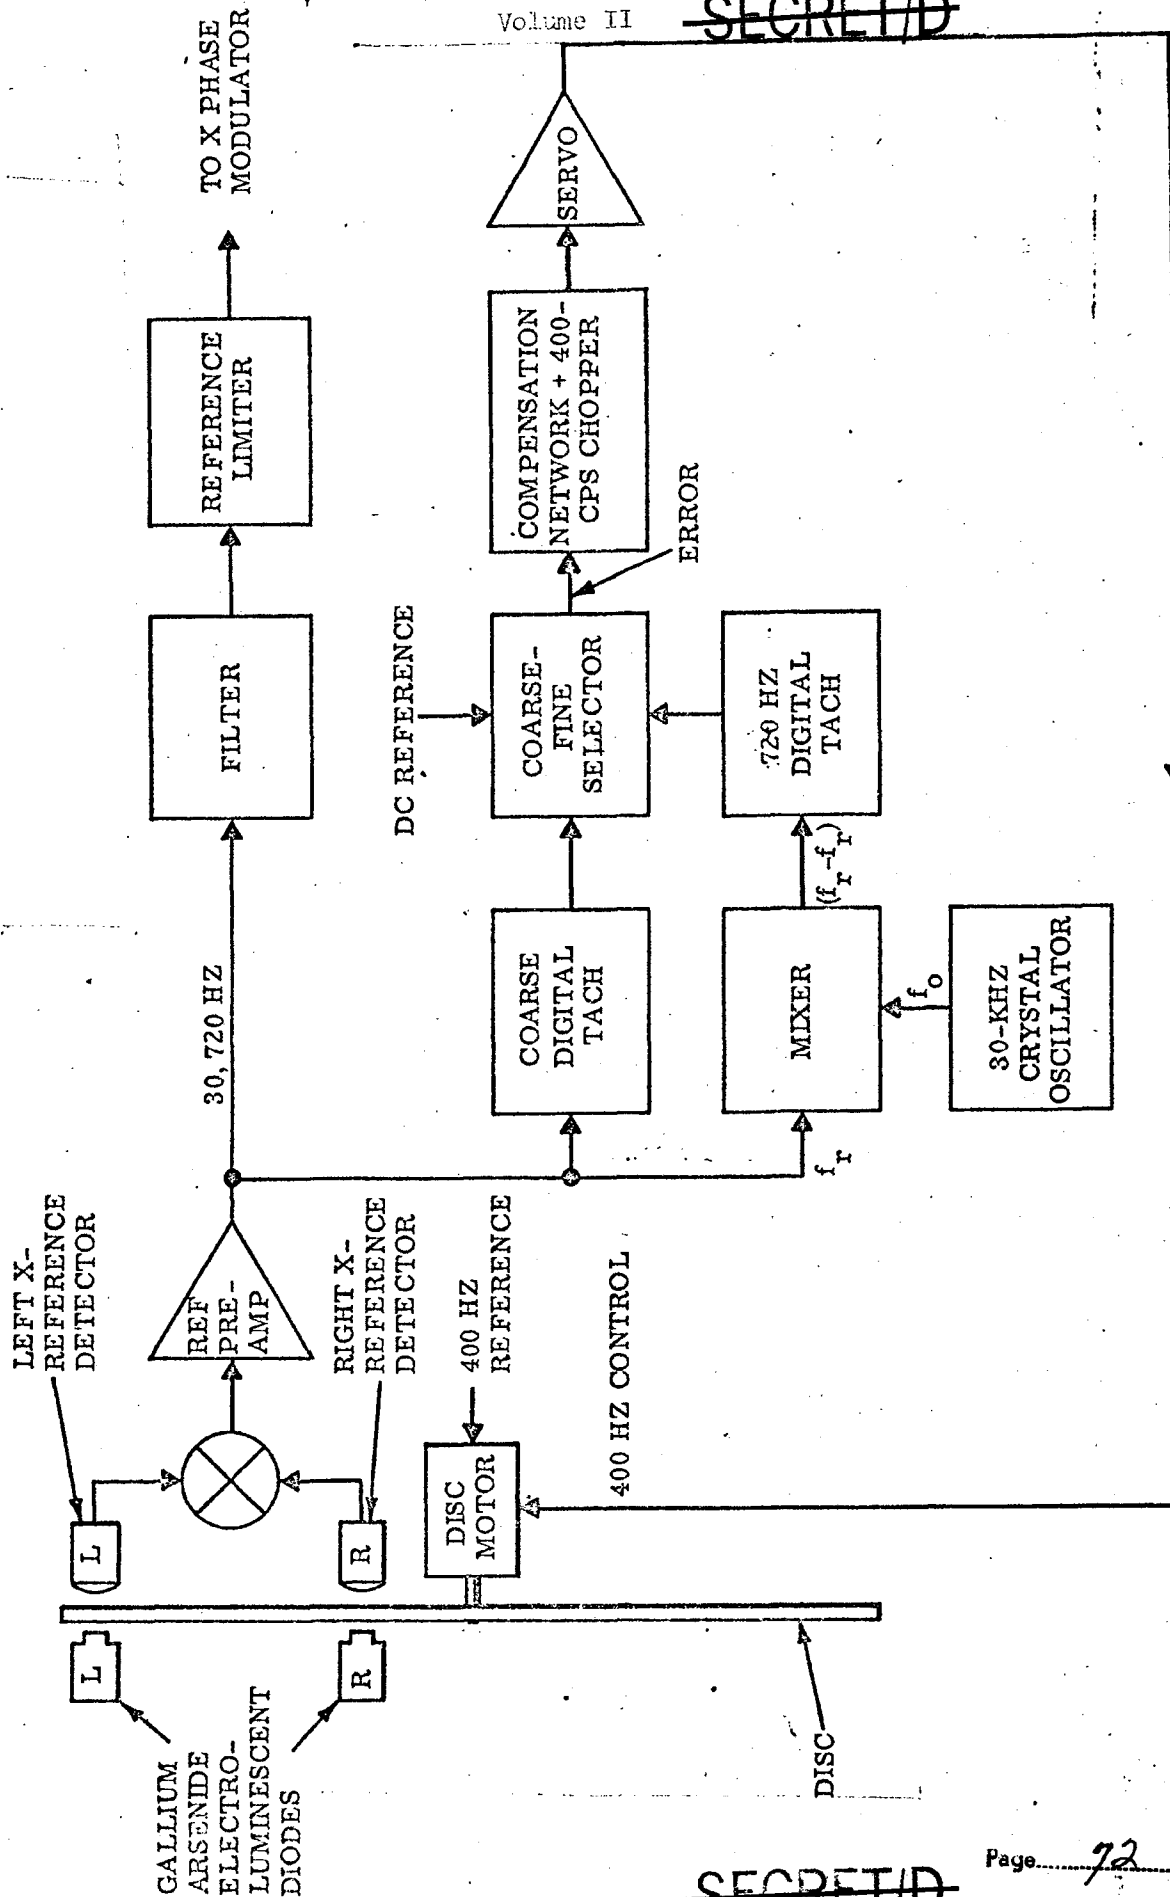 Volume II
SECRET/D
LEFT X-
REFERENCE
DETECTOR
REF
PRE-
AMP
30,720 HZ
FILTER
REFERENCE
LIMITER
TO X PHASE
MODULATOR
L
L
R
R
GALLIUM
ARSENIDE
ELECTRO-
LUMINESCENT
DIODES
RIGHT X-
REFERENCE
DETECTOR
DISC
MOTOR
400 HZ
REFERENCE
400 HZ CONTROL
DISC
DC REFERENCE
COARSE
DIGITAL
TACH
COARSE-
FINE
SELECTOR
ERROR
COMPENSATION
NETWORK + 400-
CPS CHOPPER
SERVO
f_r
MIXER
(f_r-f_r)
720 HZ
DIGITAL
TACH
f_o
30-KHZ
CRYSTAL
OSCILLATOR
SECRET/D
Page 72